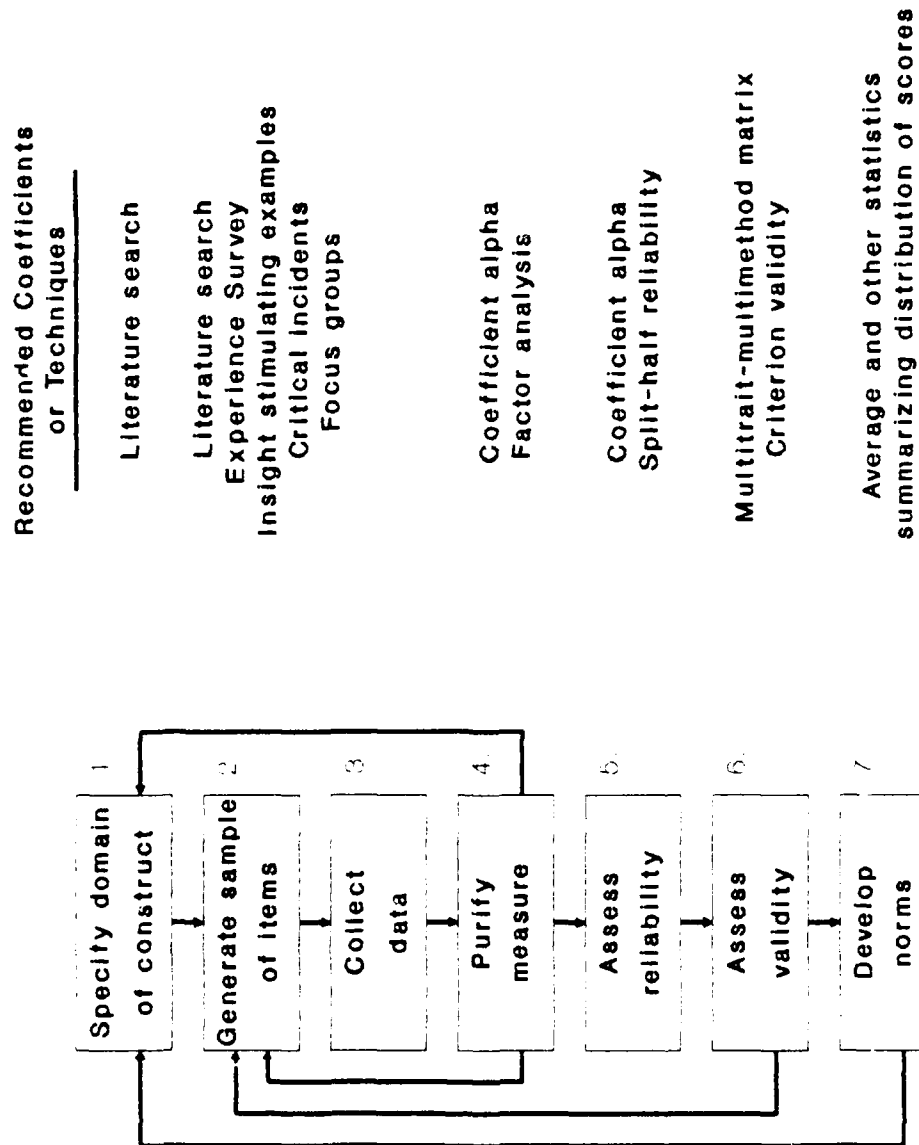 Recommended Coefficients
or Techniques
Specity domain
of construct
1
Literature search
Generate sample
of items
2
Literature search
Experience Survey
Insight stimulating examples
Critical Incidents
Focus groups
Collect
data
3
Purify
measure
4.
Coefficient alpha
Factor analysis
Assess
reliability
5.
Coefficient alpha
Split-half reliability
Assess
validity
6.
Multitrait-multimethod matrix
Criterion validity
Develop
norms
7
Average and other statistics
summarizing distribution of scores